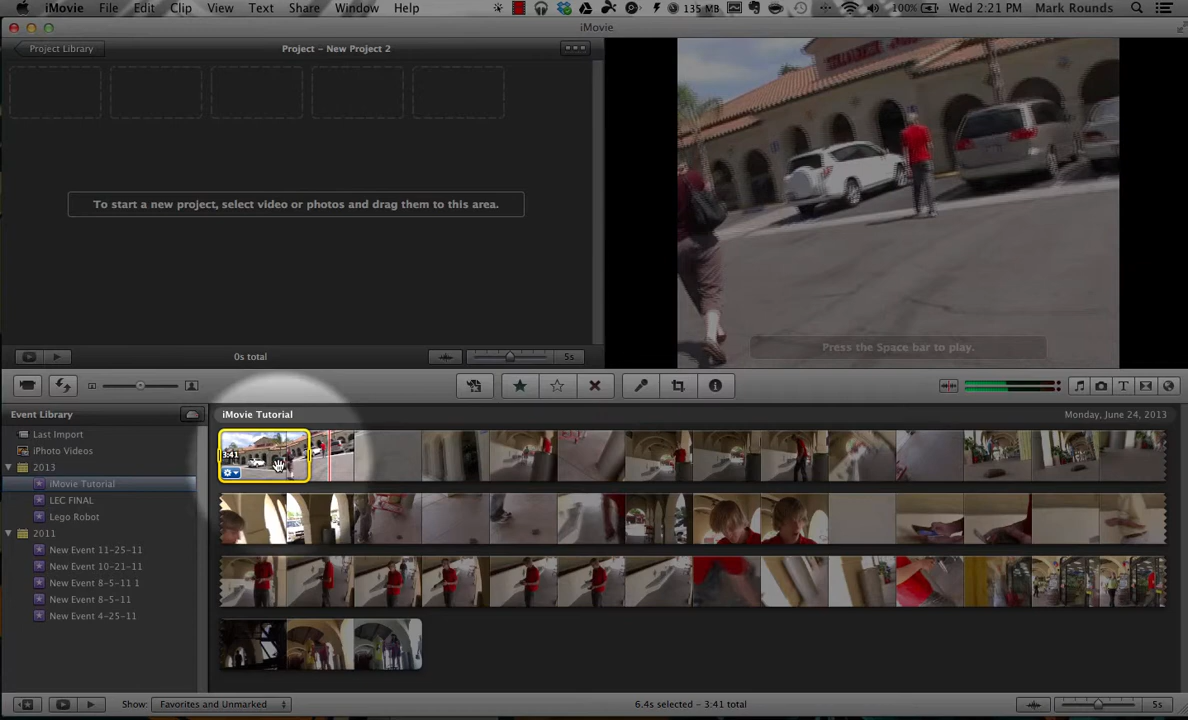 iMovie File Edit Clip View Text Share Window Help 135 MB 100% Wed 2:21 PM Mark Rounds
iMovie
Project Library Project – New Project 2
To start a new project, select video or photos and drag them to this area.
Press the Space bar to play.
0s total 5s
Event Library
iMovie Tutorial Monday, June 24, 2013
Last Import
iPhoto Videos
2013
iMovie Tutorial
LEC FINAL
Lego Robot
2011
New Event 11-25-11
New Event 10-21-11
New Event 8-5-11 1
New Event 8-5-11
New Event 4-25-11
3:41
Show: Favorites and Unmarked 6.4s selected – 3:41 total 5s